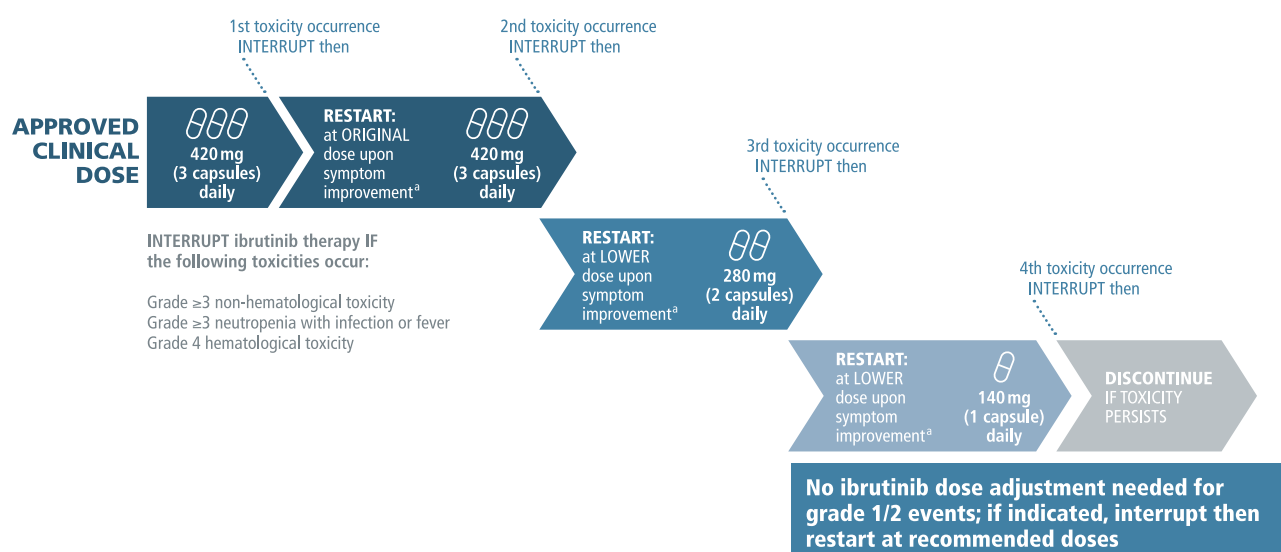 1st toxicity occurrence
INTERRUPT then
2nd toxicity occurrence
INTERRUPT then
APPROVED
CLINICAL
DOSE
420 mg
(3 capsules)
daily
RESTART:
at ORIGINAL
dose upon
symptom
improvementᵃ
420 mg
(3 capsules)
daily
3rd toxicity occurrence
INTERRUPT then
INTERRUPT ibrutinib therapy IF
the following toxicities occur:
Grade ≥3 non-hematological toxicity
Grade ≥3 neutropenia with infection or fever
Grade 4 hematological toxicity
RESTART:
at LOWER
dose upon
symptom
improvementᵃ
280 mg
(2 capsules)
daily
4th toxicity occurrence
INTERRUPT then
RESTART:
at LOWER
dose upon
symptom
improvementᵃ
140 mg
(1 capsule)
daily
DISCONTINUE
IF TOXICITY
PERSISTS
No ibrutinib dose adjustment needed for
grade 1/2 events; if indicated, interrupt then
restart at recommended doses